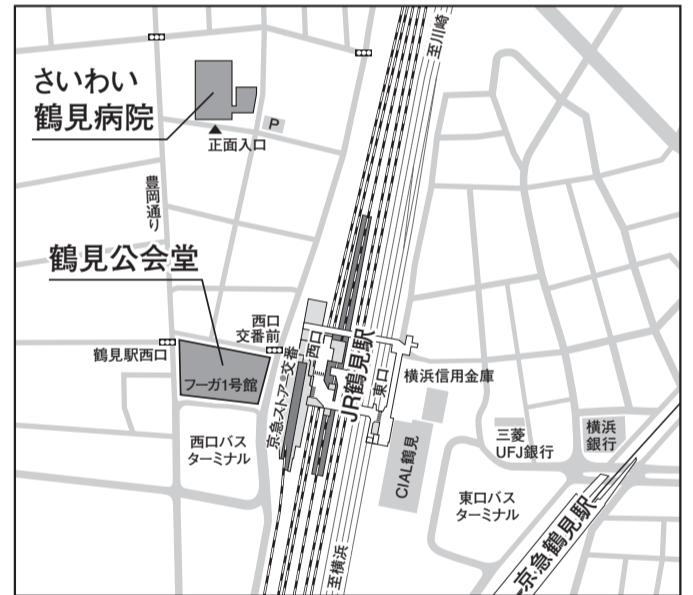 至川崎
さいわい
鶴見病院
P
正面入口
豊岡通り
鶴見公会堂
西口
交番前
鶴見駅西口
フーガ1号館
京急ストア
交番
西口
JR鶴見駅
東口
横浜信用金庫
西口バス
ターミナル
CIAL鶴見
三菱
UFJ銀行
横浜
銀行
東口バス
ターミナル
京急鶴見駅
至横浜